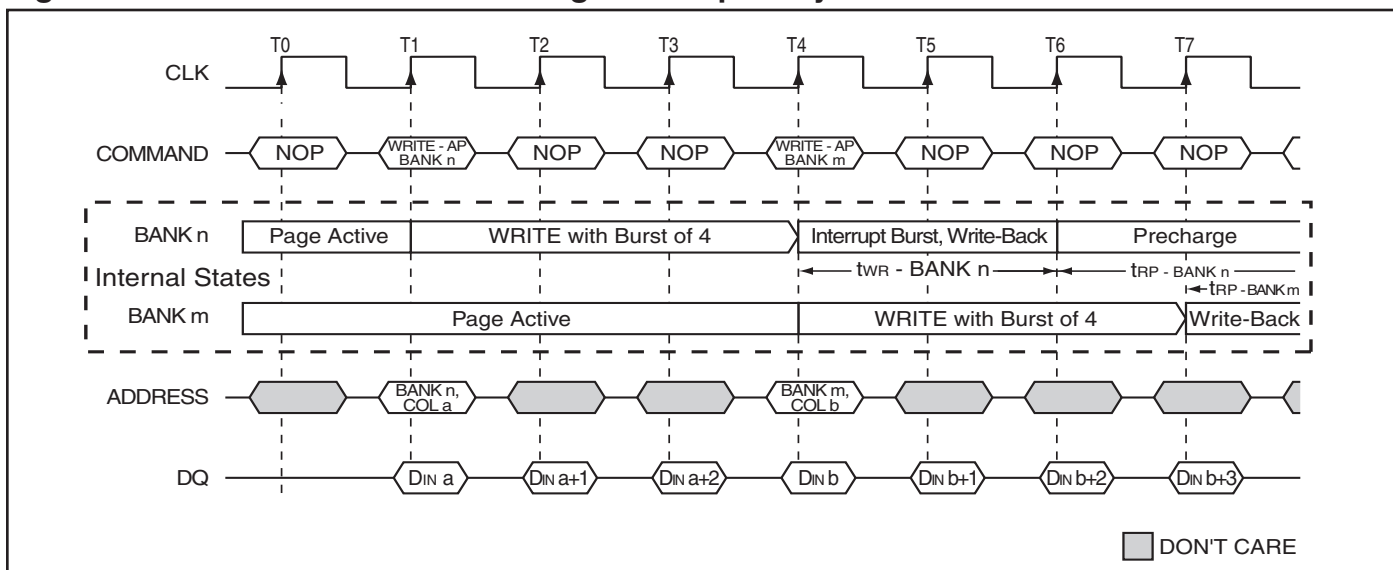 T0 T1 T2 T3 T4 T5 T6 T7
CLK
COMMAND NOP WRITE - AP BANK n NOP NOP WRITE - AP BANK m NOP NOP NOP
BANK n Page Active WRITE with Burst of 4 Interrupt Burst, Write-Back Precharge
Internal States tWR - BANK n tRP - BANK n
tRP - BANK m
BANK m Page Active WRITE with Burst of 4 Write-Back
ADDRESS BANK n, COL a BANK m, COL b
DQ DIN a DIN a+1 DIN a+2 DIN b DIN b+1 DIN b+2 DIN b+3
DON'T CARE